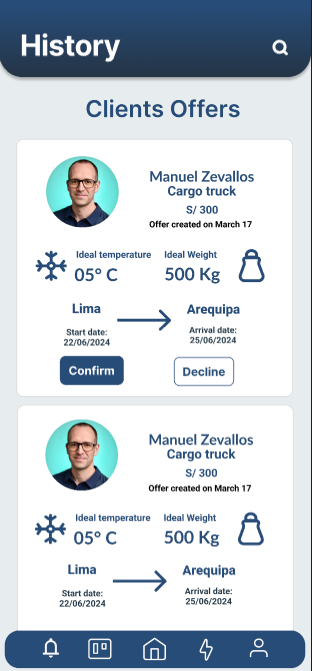 History
Clients Offers
Manuel Zevallos
Cargo truck
S/ 300
Offer created on March 17
Ideal temperature
05° C
Ideal Weight
500 Kg
Lima
Arequipa
Start date:
22/06/2024
Arrival date:
25/06/2024
Confirm
Decline
Manuel Zevallos
Cargo truck
S/ 300
Offer created on March 17
Ideal temperature
05° C
Ideal Weight
500 Kg
Lima
Arequipa
Start date:
22/06/2024
Arrival date:
25/06/2024